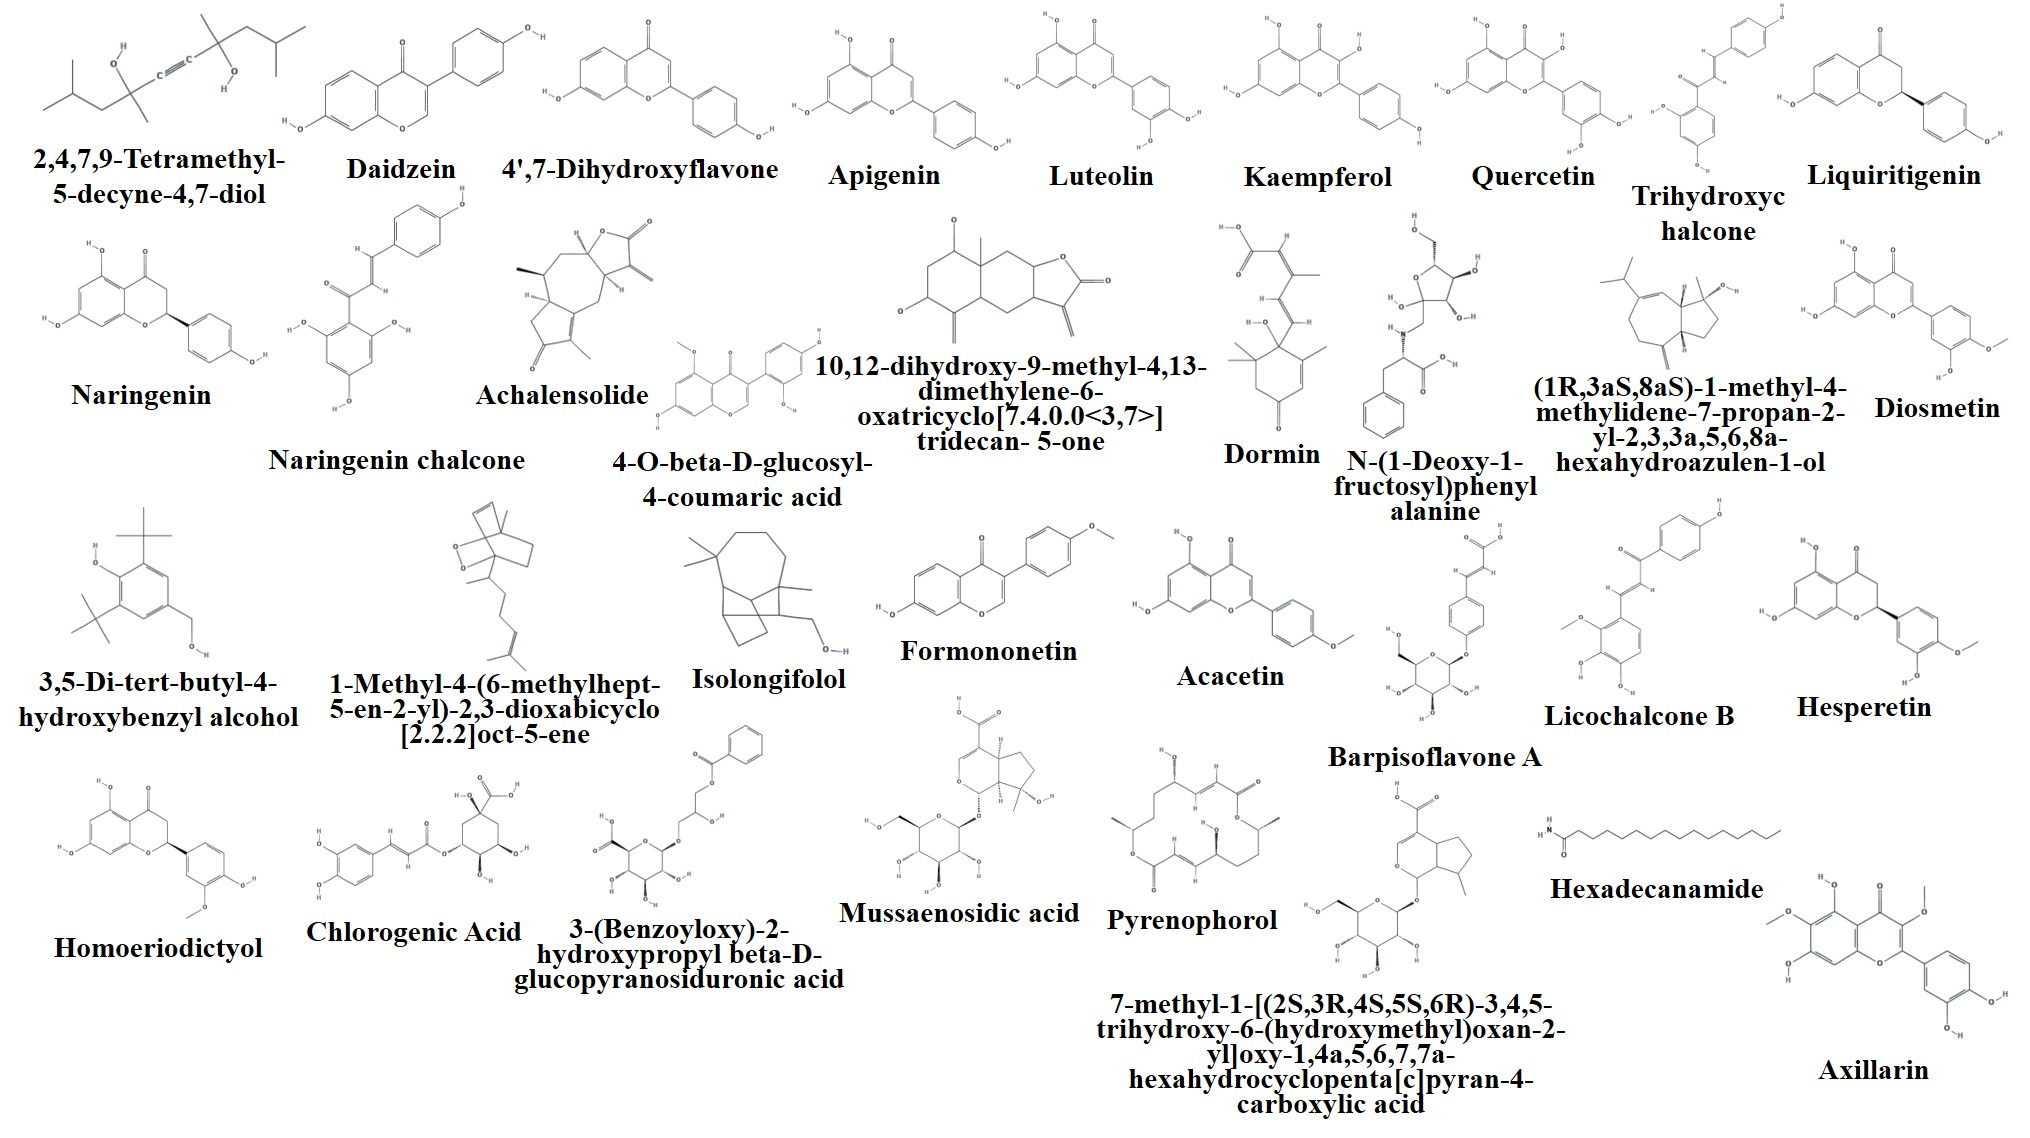 2,4,7,9-Tetramethyl-
5-decyne-4,7-diol
Daidzein
4',7-Dihydroxyflavone
Apigenin
Luteolin
Kaempferol
Quercetin
Trihydroxyc
halcone
Liquiritigenin
Naringenin
Naringenin chalcone
Achalensolide
4-O-beta-D-glucosyl-
4-coumaric acid
10,12-dihydroxy-9-methyl-4,13-
dimethylene-6-
oxatricyclo[7.4.0.0<3,7>]
tridecan- 5-one
Dormin
N-(1-Deoxy-1-
fructosyl)phenyl
alanine
(1R,3aS,8aS)-1-methyl-4-
methylidene-7-propan-2-
yl-2,3,3a,5,6,8a-
hexahydroazulen-1-ol
Diosmetin
3,5-Di-tert-butyl-4-
hydroxybenzyl alcohol
1-Methyl-4-(6-methylhept-
5-en-2-yl)-2,3-dioxabicyclo
[2.2.2]oct-5-ene
Isolongifolol
Formononetin
Acacetin
Barpisoflavone A
Licochalcone B
Hesperetin
Homoeriodictyol
Chlorogenic Acid
3-(Benzoyloxy)-2-
hydroxypropyl beta-D-
glucopyranosiduronic acid
Mussaenosidic acid
Pyrenophorol
7-methyl-1-[(2S,3R,4S,5S,6R)-3,4,5-
trihydroxy-6-(hydroxymethyl)oxan-2-
yl]oxy-1,4a,5,6,7,7a-
hexahydrocyclopenta[c]pyran-4-
carboxylic acid
Hexadecanamide
Axillarin